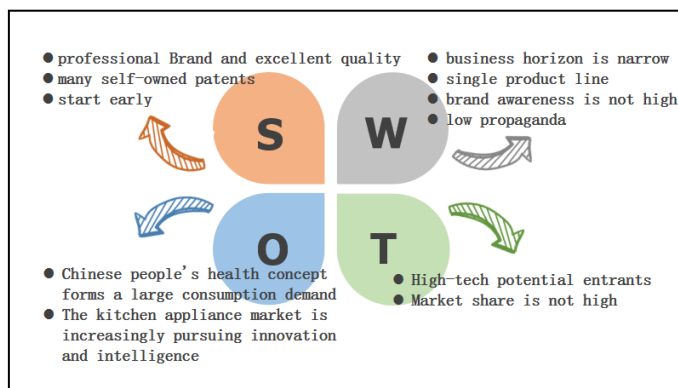 ● professional Brand and excellent quality
● many self-owned patents
● start early
● business horizon is narrow
● single product line
● brand awareness is not high
● low propaganda
S
W
O
T
● Chinese people's health concept
forms a large consumption demand
● The kitchen appliance market is
increasingly pursuing innovation
and intelligence
● High-tech potential entrants
● Market share is not high